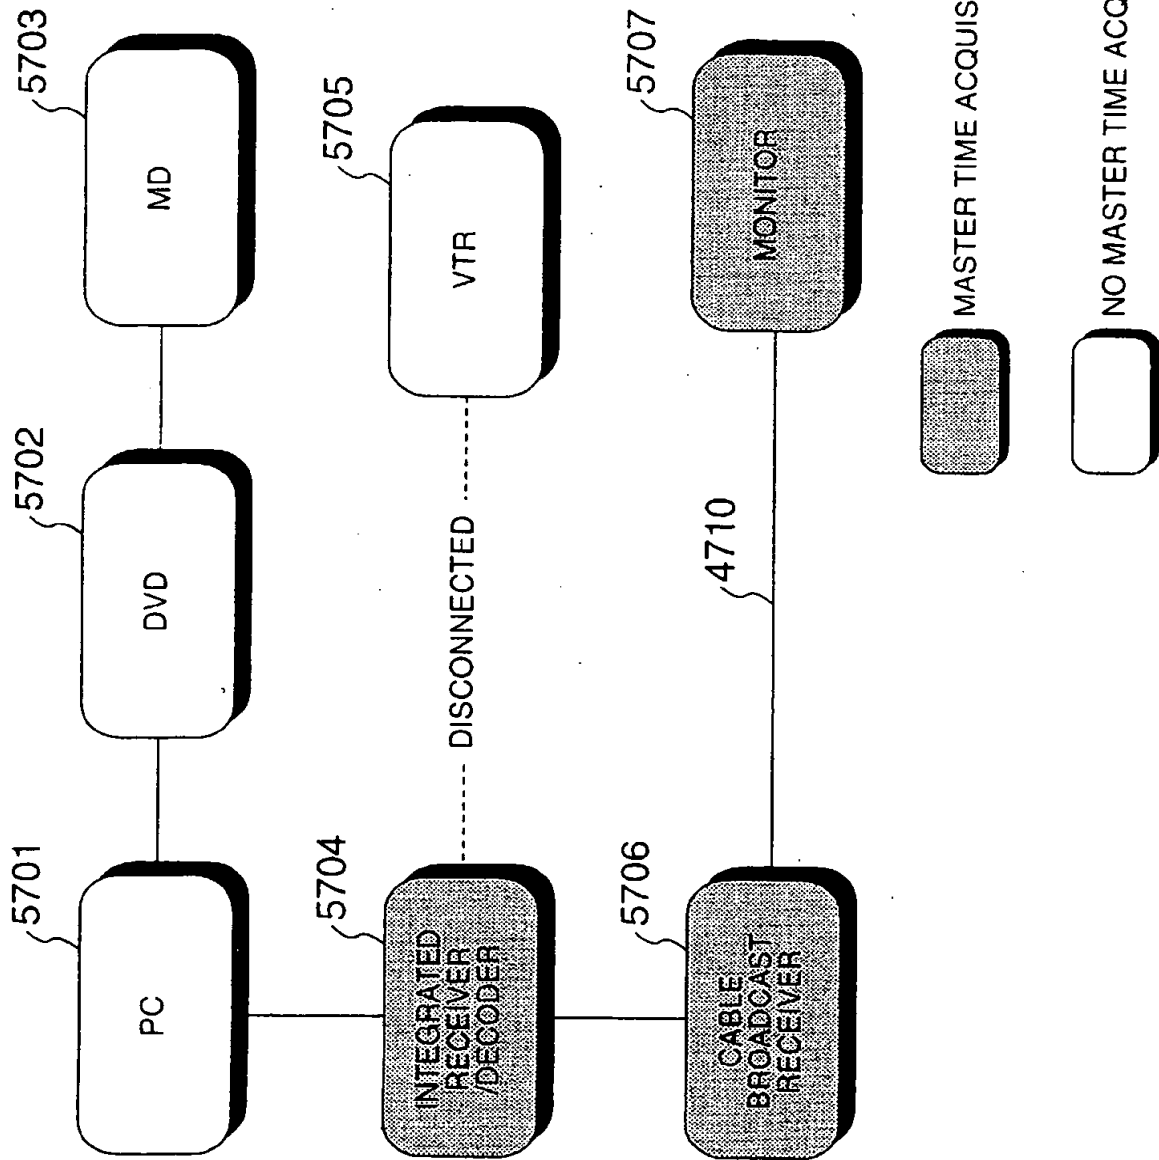 5701
PC
5702
DVD
5703
MD
5704
INTEGRATED
RECEIVER
/DECODER
DISCONNECTED
5705
VTR
5706
CABLE
BROADCAST
RECEIVER
4710
5707
MONITOR
MASTER TIME ACQUIS
NO MASTER TIME ACQ